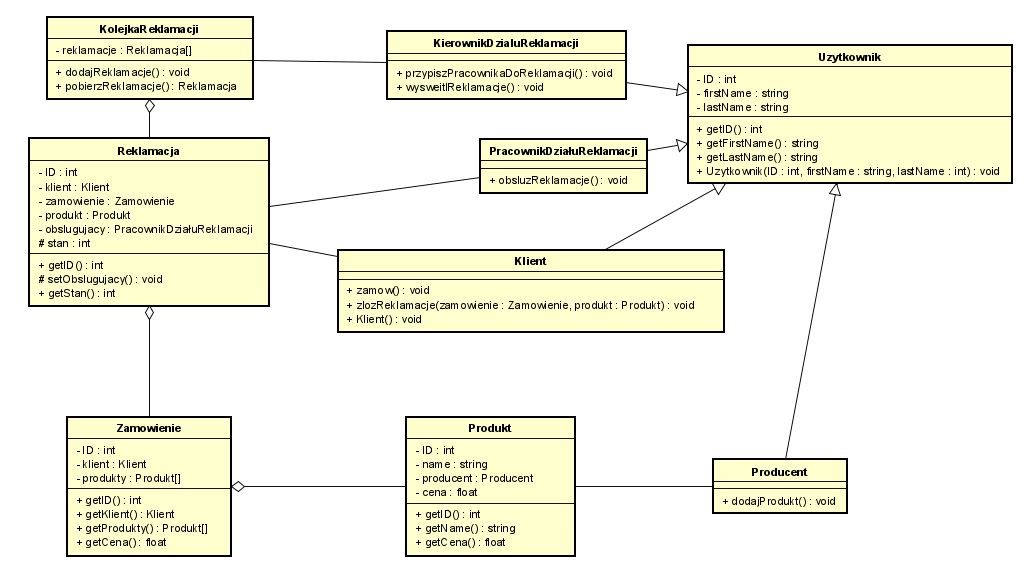 KolejkaReklamacji
- reklamacje : Reklamacja[]
+ dodajReklamacje() : void
+ pobierzReklamacje() : Reklamacja
KierownikDzialuReklamacji
+ przypiszPracownikaDoReklamacji() : void
+ wysweitlReklamacje() : void
Uzytkownik
- ID : int
- firstName : string
- lastName : string
+ getID() : int
+ getFirstName() : string
+ getLastName() : string
+ Uzytkownik(ID : int, firstName : string, lastName : int) : void
Reklamacja
- ID : int
- klient : Klient
- zamowienie : Zamowienie
- produkt : Produkt
- obslugujacy : PracownikDziałuReklamacji
# stan : int
+ getID() : int
# setObslugujacy() : void
+ getStan() : int
PracownikDziałuReklamacji
+ obsluzReklamacje() : void
Klient
+ zamow() : void
+ zlozReklamacje(zamowienie : Zamowienie, produkt : Produkt) : void
+ Klient() : void
Zamowienie
- ID : int
- klient : Klient
- produkty : Produkt[]
+ getID() : int
+ getKlient() : Klient
+ getProdukty() : Produkt[]
+ getCena() : float
Produkt
- ID : int
- name : string
- producent : Producent
- cena : float
+ getID() : int
+ getName() : string
+ getCena() : float
Producent
+ dodajProdukt() : void